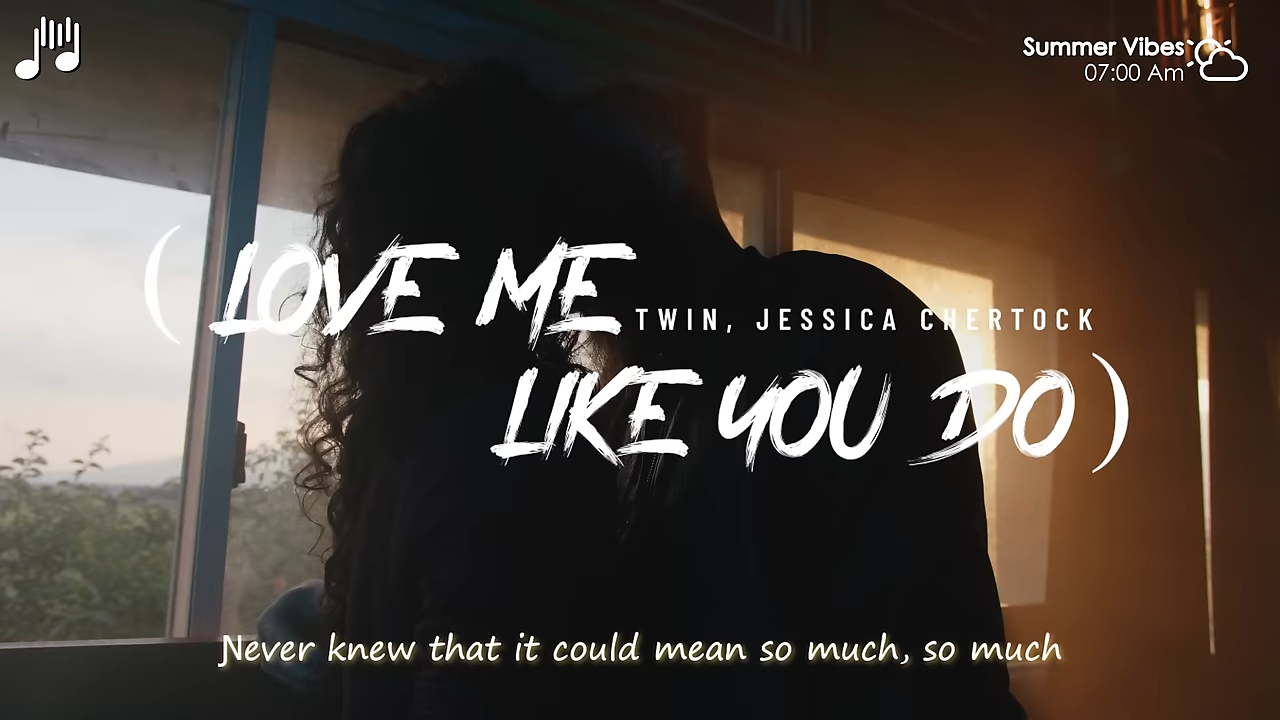 Summer Vibes
07:00 Am
( LOVE ME
TWIN, JESSICA CHERTOCK
LIKE YOU DO )
Never knew that it could mean so much, so much